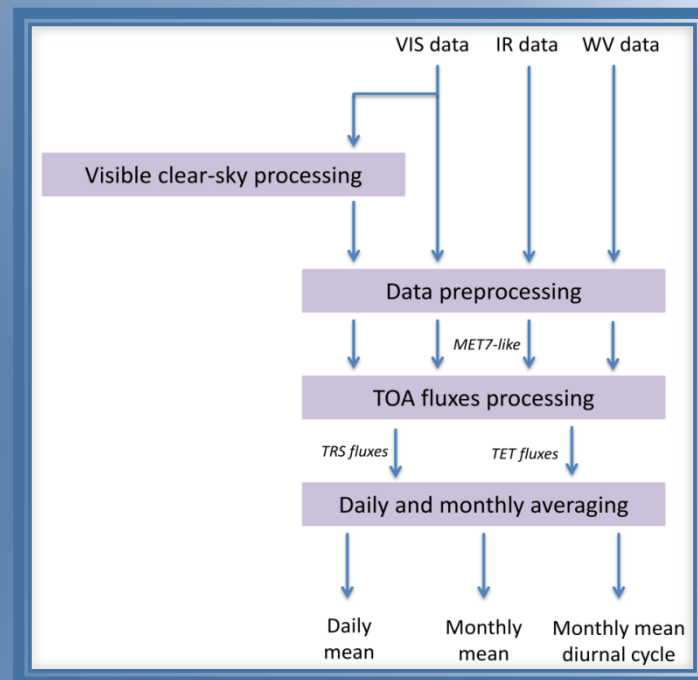 VIS data IR data WV data
Visible clear-sky processing
Data preprocessing
MET7-like
TOA fluxes processing
TRS fluxes TET fluxes
Daily and monthly averaging
Daily
mean
Monthly
mean
Monthly mean
diurnal cycle